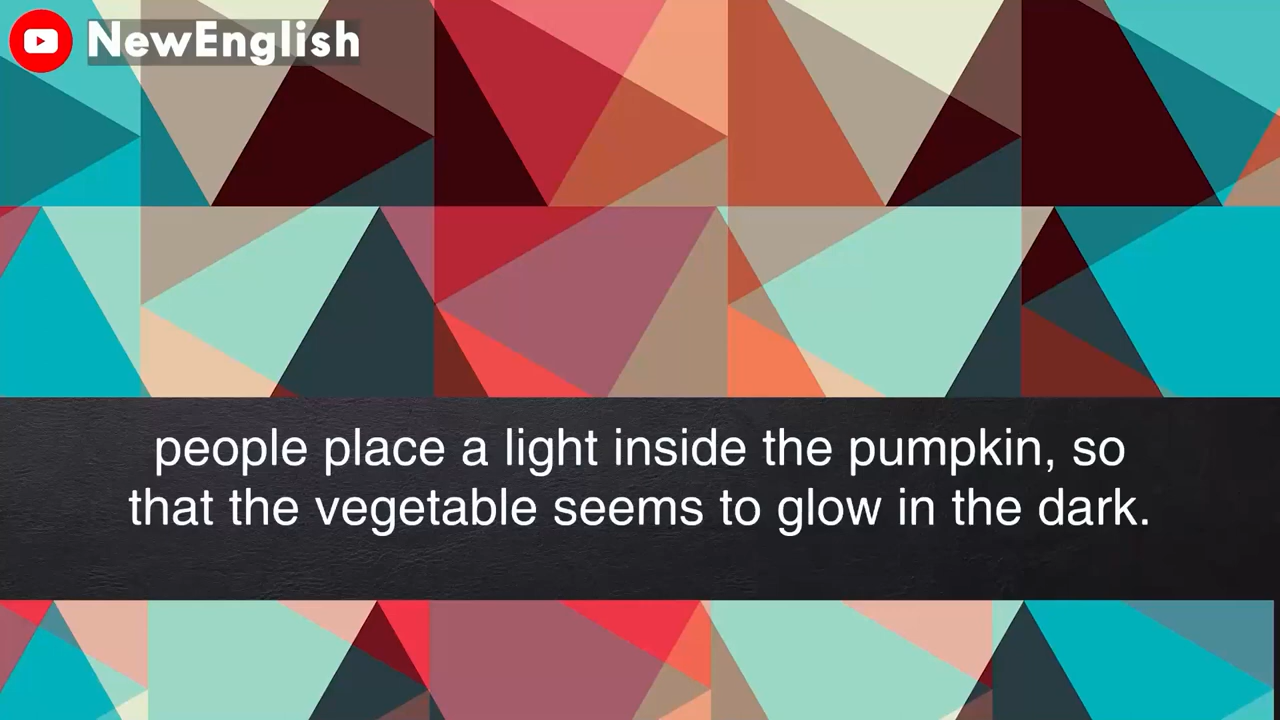 NewEnglish
people place a light inside the pumpkin, so
that the vegetable seems to glow in the dark.